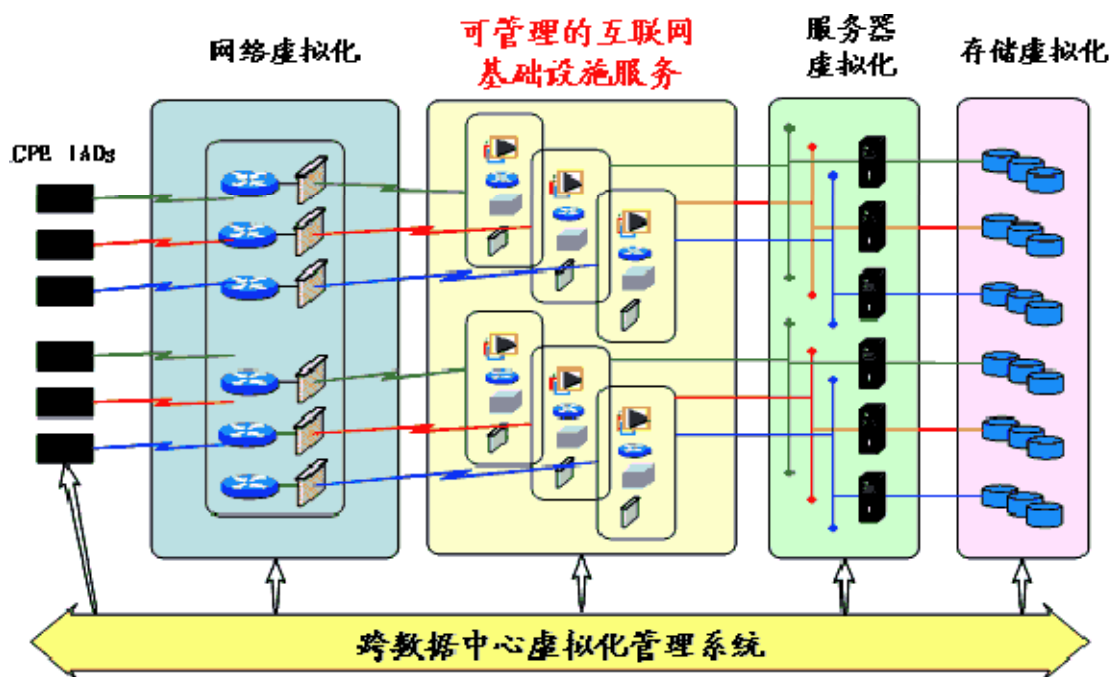 网络虚拟化
可管理的互联网
基础设施服务
服务器
虚拟化
存储虚拟化
CPE IADs
跨数据中心虚拟化管理系统